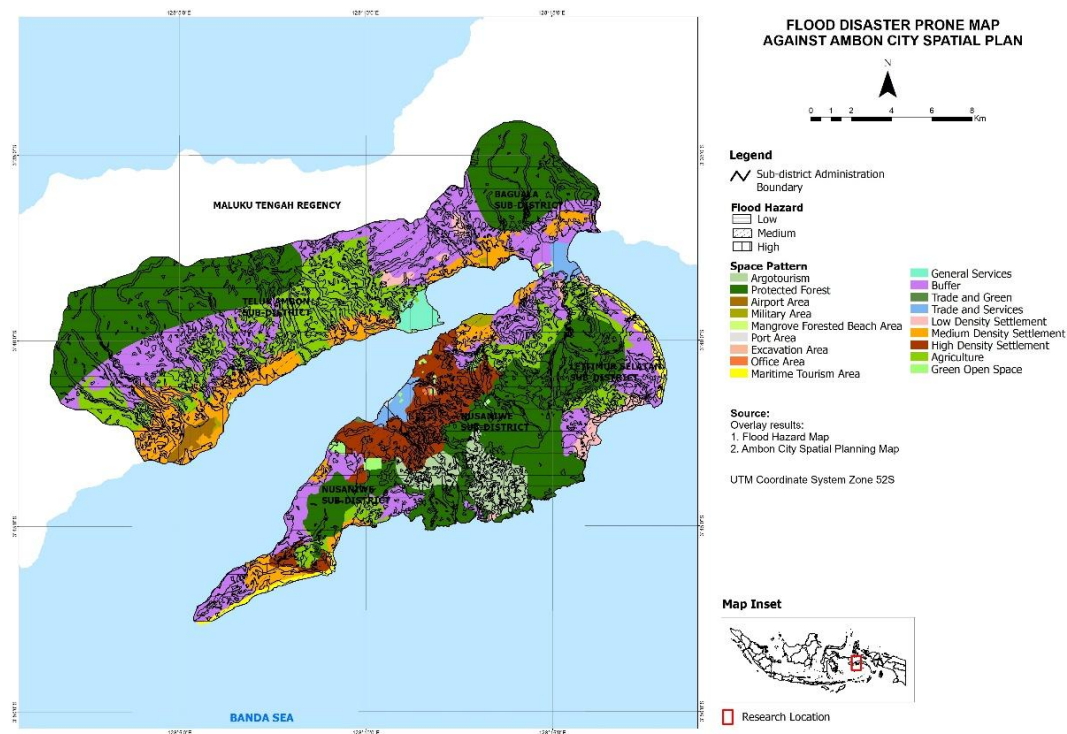 FLOOD DISASTER PRONE MAP
AGAINST AMBON CITY SPATIAL PLAN
N
0 1 2 4 6 8
Km
Legend
Sub-district Administration
Boundary
Flood Hazard
Low
Medium
High
Space Pattern
Argotourism
Protected Forest
Airport Area
Military Area
Mangrove Forested Beach Area
Port Area
Excavation Area
Office Area
Maritime Tourism Area
General Services
Buffer
Trade and Green
Trade and Services
Low Density Settlement
Medium Density Settlement
High Density Settlement
Agriculture
Green Open Space
Source:
Overlay results:
1. Flood Hazard Map
2. Ambon City Spatial Planning Map
UTM Coordinate System Zone 52S
Map Inset
Research Location
MALUKU TENGAH REGENCY
BAGUALA
SUB-DISTRICT
TELUK AMBON
SUB-DISTRICT
LEITIMUR SELATAN
SUB-DISTRICT
NUSANIWE
SUB-DISTRICT
NUSANIWE
SUB-DISTRICT
BANDA SEA